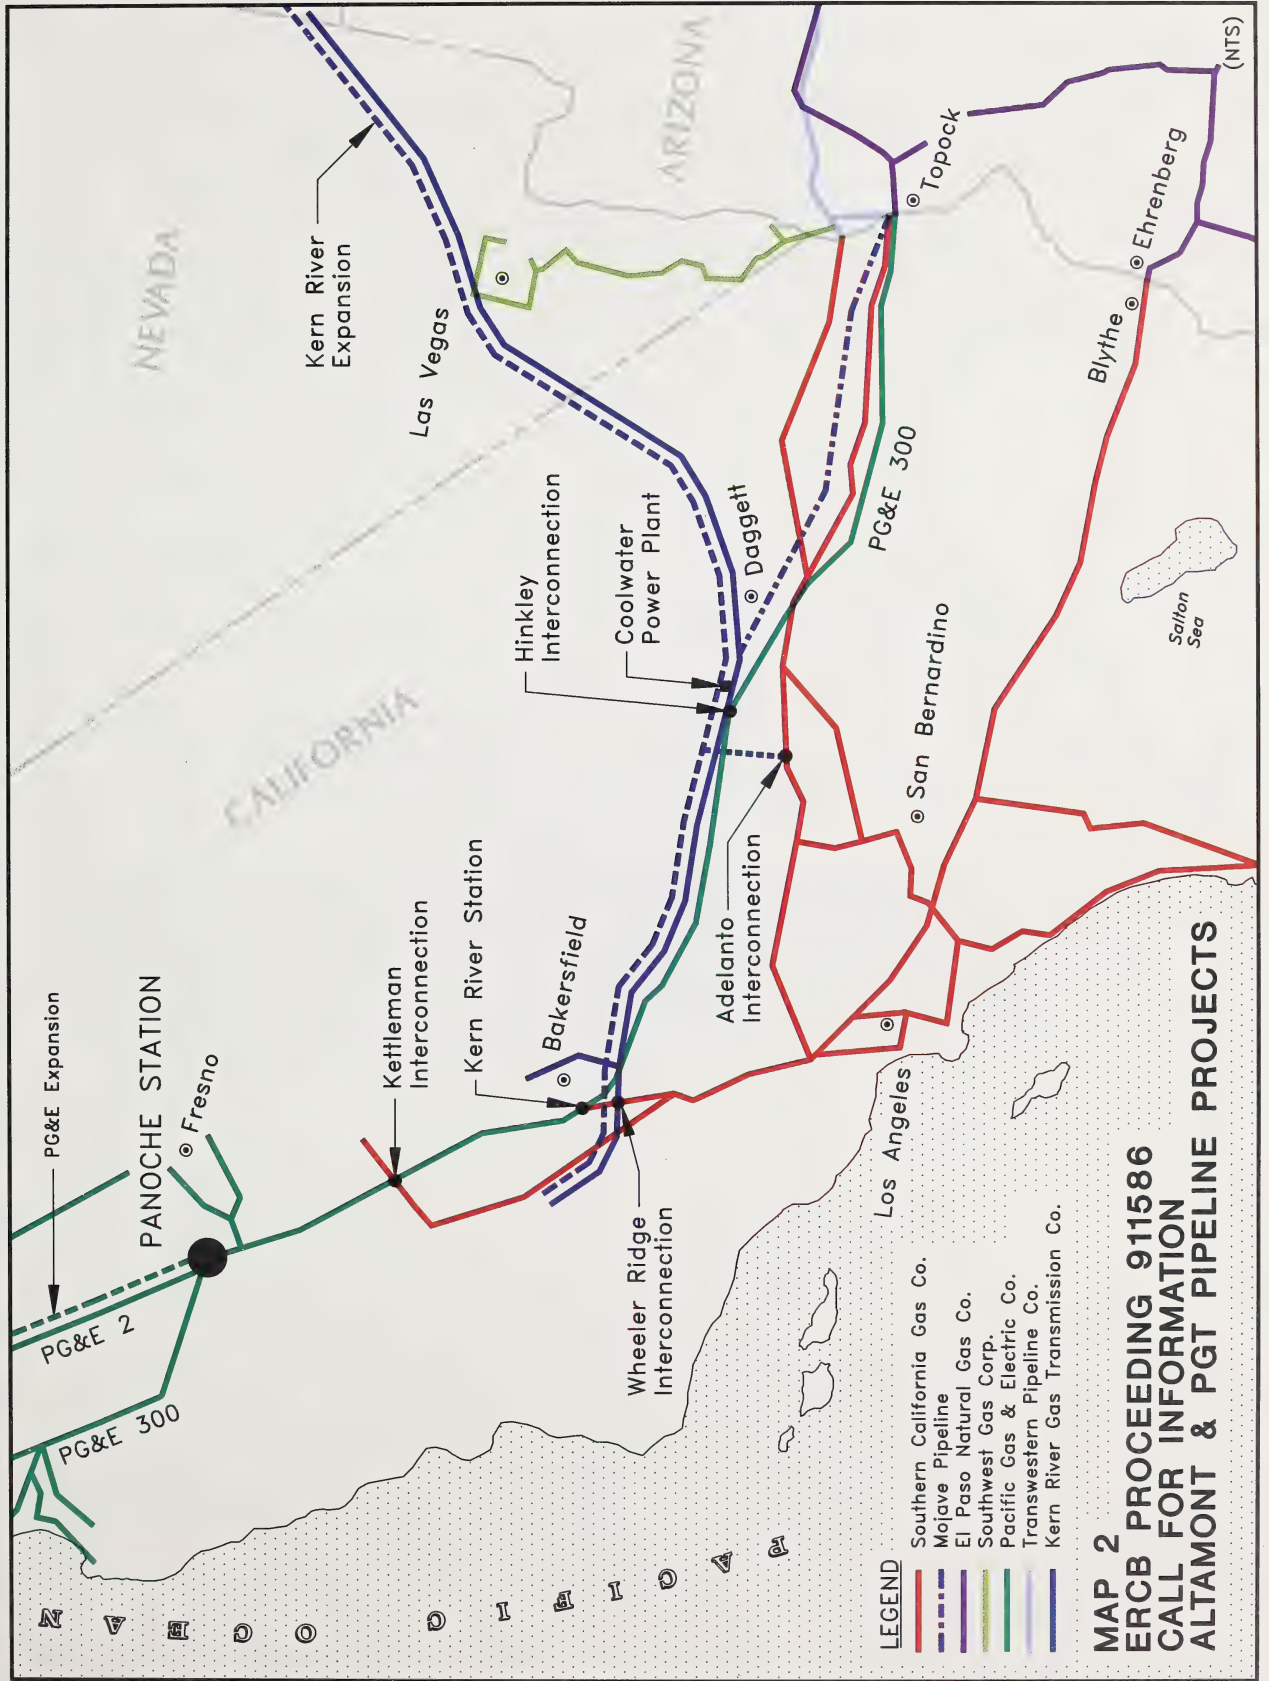 NEVADA
ARIZONA
CALIFORNIA
Kern River
Expansion
Las Vegas
Topock
Ehrenberg
Blythe
(NTS)
PG&E 300
Hinkley
Interconnection
Coolwater
Power Plant
Daggett
San Bernardino
Salton
Sea
Kern River Station
Kettleman
Interconnection
Bakersfield
Adelanto
Interconnection
PG&E Expansion
PANOCHE STATION
Fresno
PG&E 2
PG&E 300
Wheeler Ridge
Interconnection
Los Angeles
PACIFIC OCEAN
LEGEND
Southern California Gas Co.
Mojave Pipeline
El Paso Natural Gas Co.
Southwest Gas Corp.
Pacific Gas & Electric Co.
Transwestern Pipeline Co.
Kern River Gas Transmission Co.
MAP 2
ERCB PROCEEDING 911586
CALL FOR INFORMATION
ALTAMONT & PGT PIPELINE PROJECTS